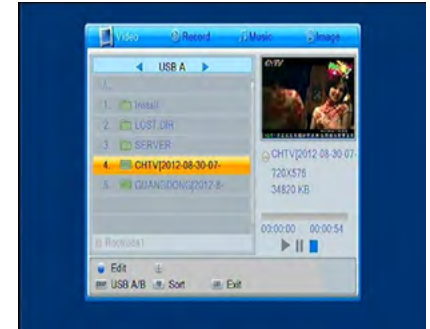 Video Record Music Image
USB A
1. Install
2. LOST.DIR
3. SERVER
4. CHTV[2012-08-30-07-
5. GUANGDONG[2012-8-
CHTV[2012-08-30-07-
720X576
34820 KB
00:00:00 00:00:54
Edit
USB A/B Sort Exit